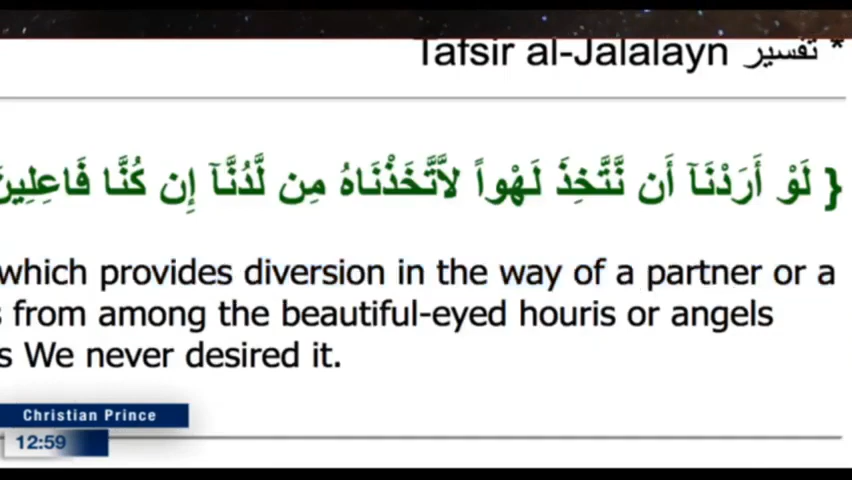 * تفسير Tafsir al-Jalalayn
{ لَوْ أَرَدْنَآ أَن نَّتَّخِذَ لَهْواً لاَّتَّخَذْنَاهُ مِن لَّدُنَّآ إِن كُنَّا فَاعِلِينَ
which provides diversion in the way of a partner or a
s from among the beautiful-eyed houris or angels
s We never desired it.
Christian Prince
12:59